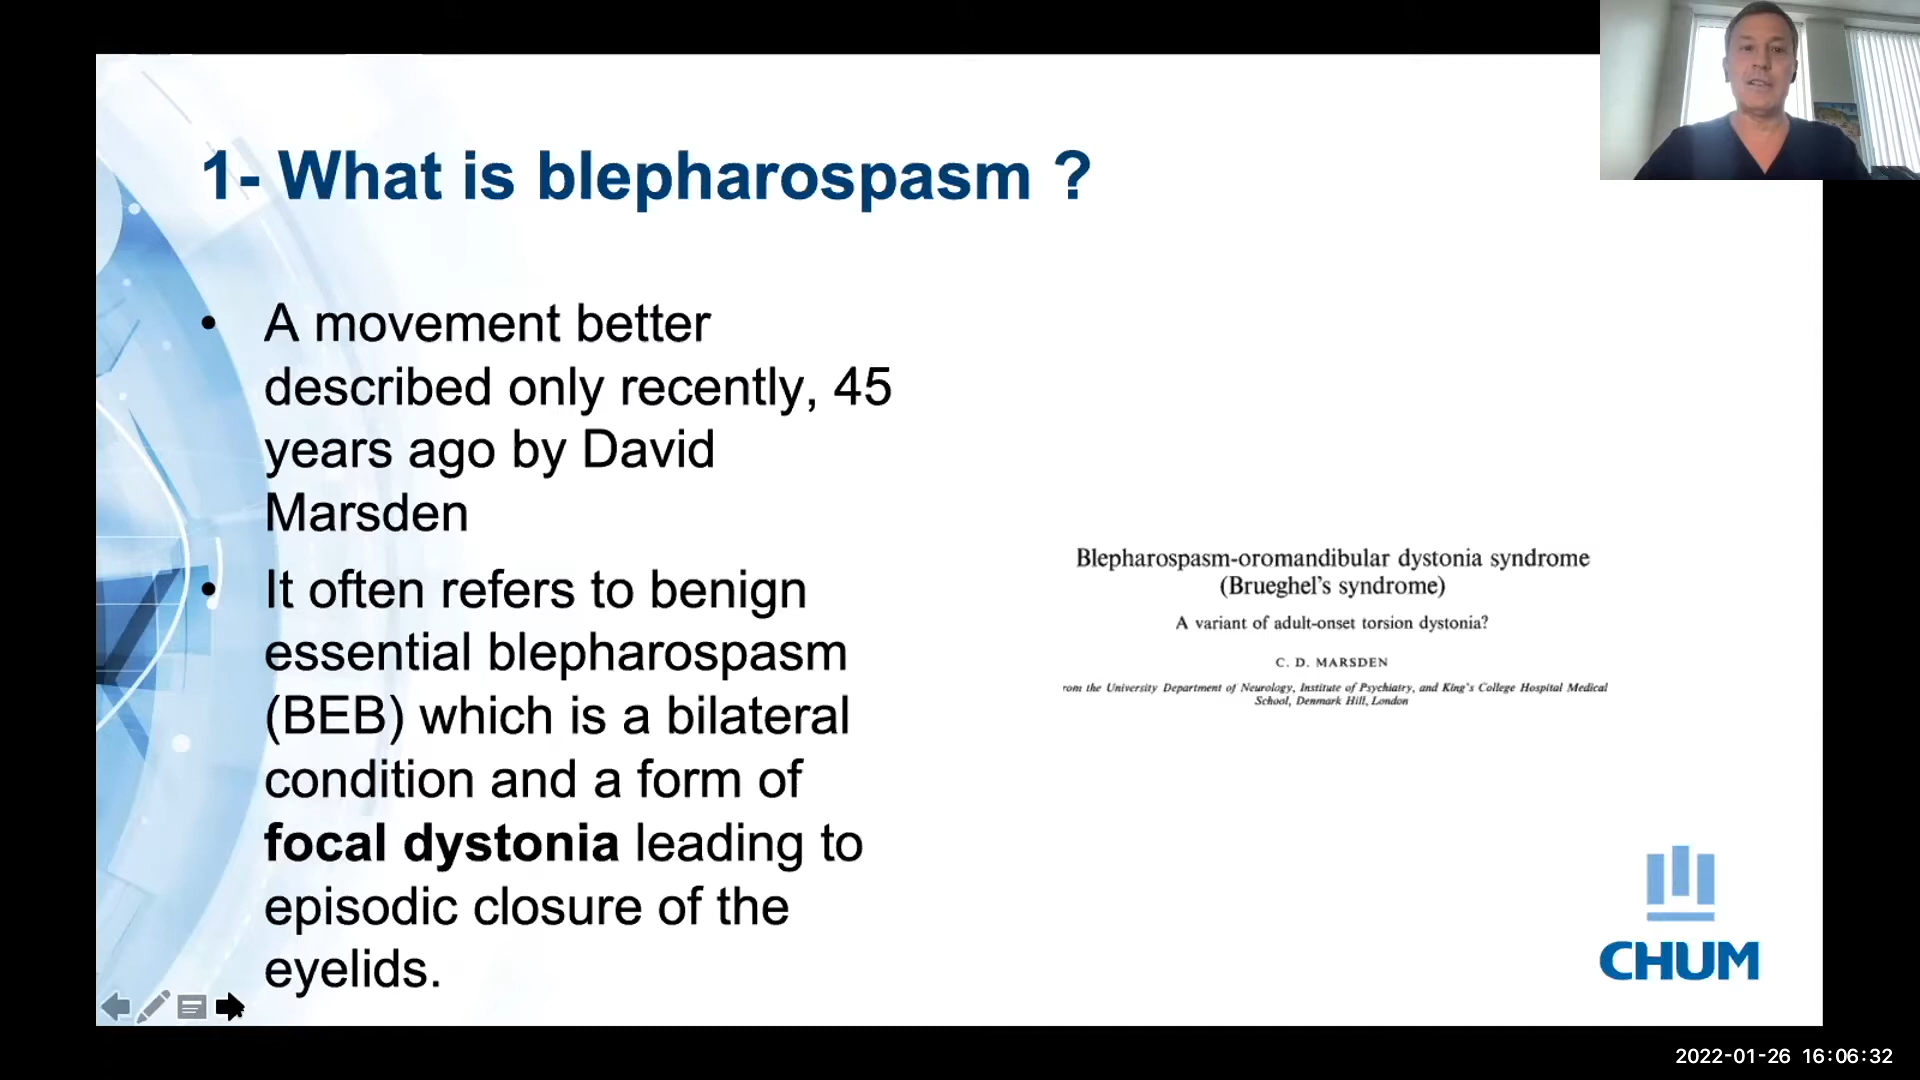 1- What is blepharospasm ?
• A movement better
described only recently, 45
years ago by David
Marsden
• It often refers to benign
essential blepharospasm
(BEB) which is a bilateral
condition and a form of
focal dystonia leading to
episodic closure of the
eyelids.
Blepharospasm-oromandibular dystonia syndrome
(Brueghel's syndrome)
A variant of adult-onset torsion dystonia?
C. D. MARSDEN
rom the University Department of Neurology, Institute of Psychiatry, and King's College Hospital Medical
School, Denmark Hill, London
CHUM
2022-01-26 16:06:32